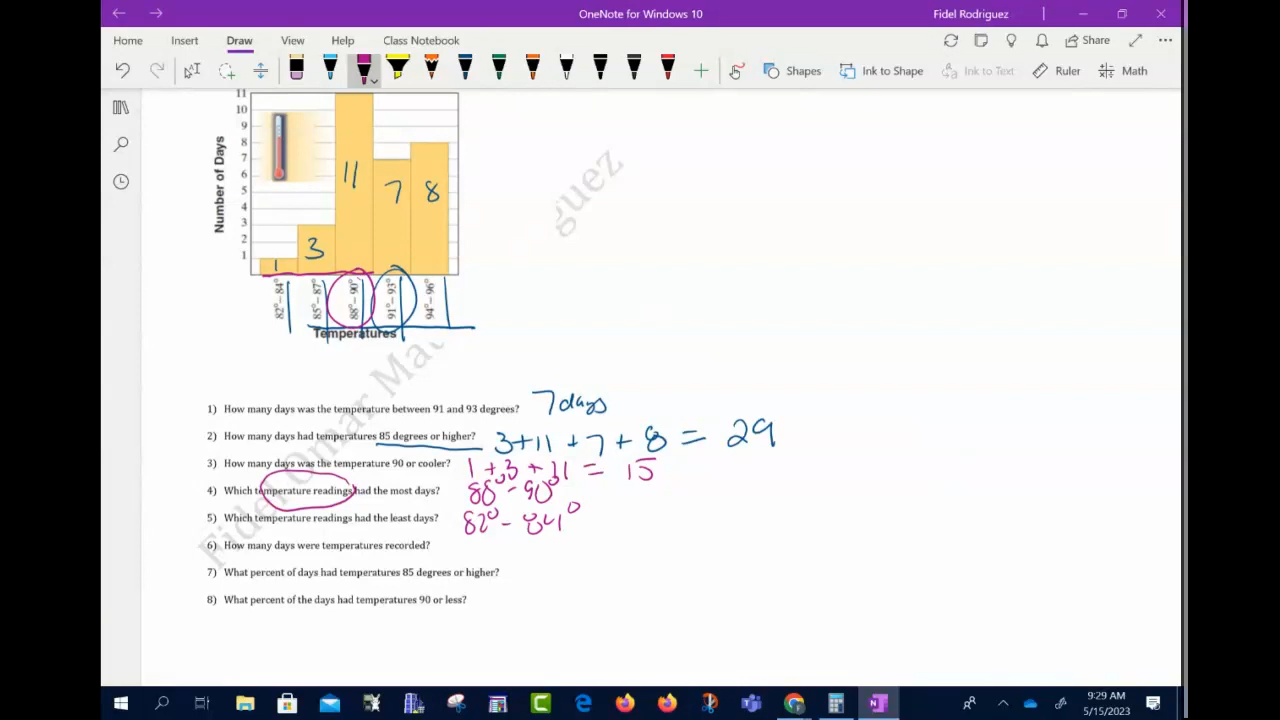 OneNote for Windows 10
Fidel Rodriguez
Home Insert Draw View Help Class Notebook
Share
Shapes Ink to Shape Ink to Text Ruler Math
Number of Days
11
10
9
8
7
6
5
4
3
2
1
1 3 11 7 8
82°– 84° 85°– 87° 88°– 90° 91°– 93° 94°– 96°
Temperatures
Fidel Omar Ma
guez
1) How many days was the temperature between 91 and 93 degrees? 7 days
2) How many days had temperatures 85 degrees or higher? 3+11+7+8 = 29
3) How many days was the temperature 90 or cooler? 1+3+11 = 15
4) Which temperature readings had the most days? 88°- 90°
5) Which temperature readings had the least days? 82°- 84°
6) How many days were temperatures recorded?
7) What percent of days had temperatures 85 degrees or higher?
8) What percent of the days had temperatures 90 or less?
9:29 AM
5/15/2023